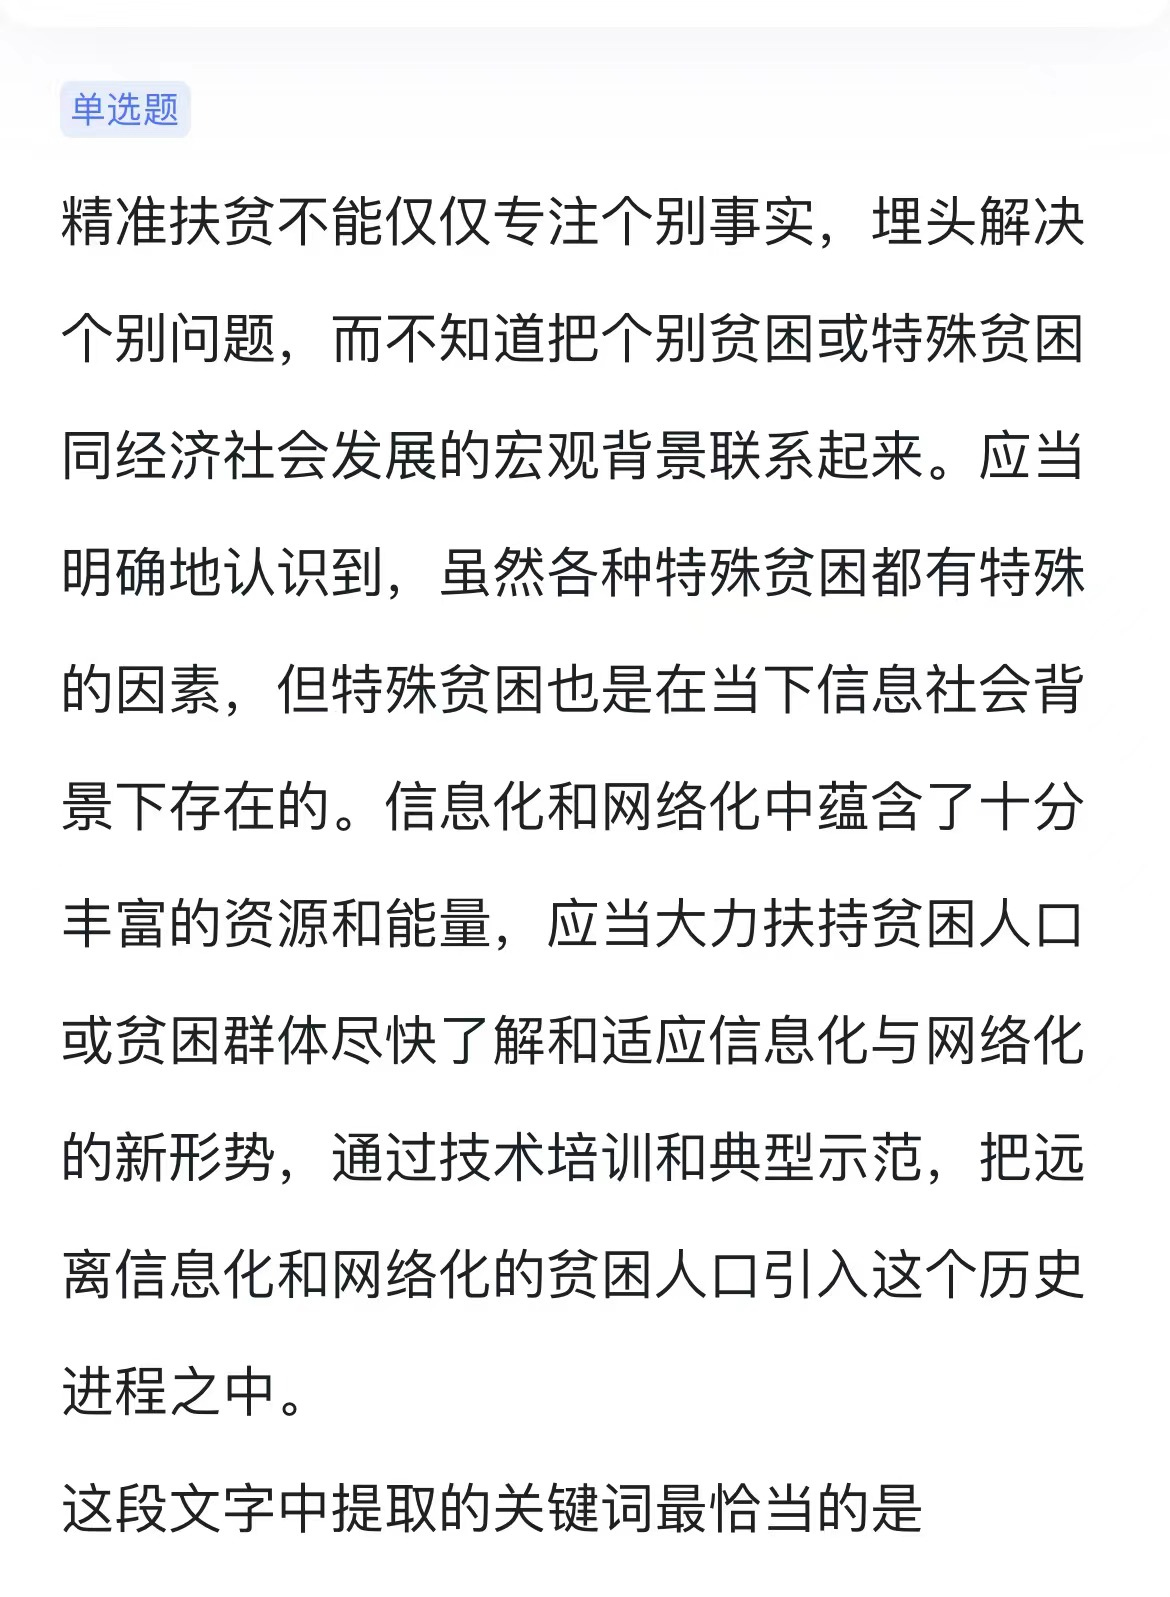 单选题
精准扶贫不能仅仅专注个别事实，埋头解决
个别问题，而不知道把个别贫困或特殊贫困
同经济社会发展的宏观背景联系起来。应当
明确地认识到，虽然各种特殊贫困都有特殊
的因素，但特殊贫困也是在当下信息社会背
景下存在的。信息化和网络化中蕴含了十分
丰富的资源和能量，应当大力扶持贫困人口
或贫困群体尽快了解和适应信息化与网络化
的新形势，通过技术培训和典型示范，把远
离信息化和网络化的贫困人口引入这个历史
进程之中。
这段文字中提取的关键词最恰当的是